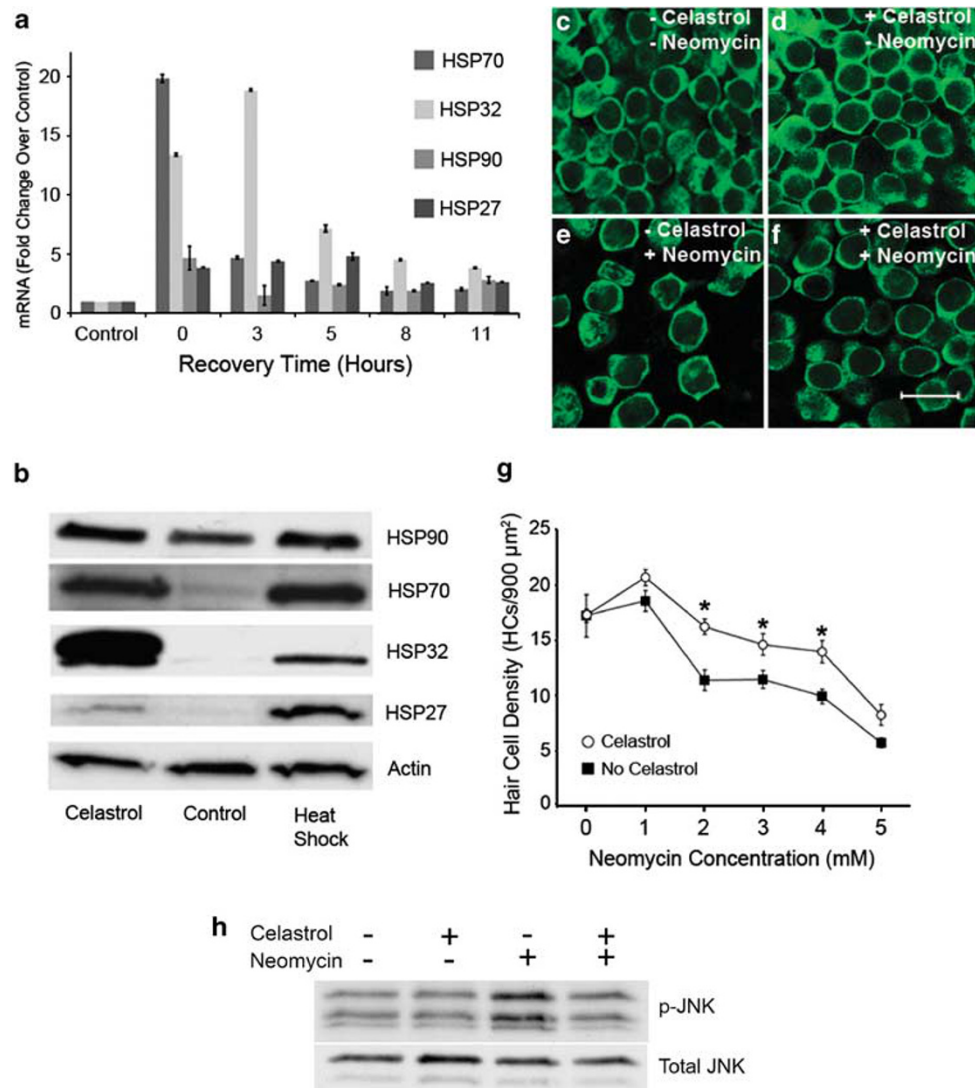 a
mRNA (Fold Change Over Control)
20
15
10
5
0
HSP70
HSP32
HSP90
HSP27
Control 0 3 5 8 11
Recovery Time (Hours)
c - Celastrol
- Neomycin
d + Celastrol
- Neomycin
e - Celastrol
+ Neomycin
f + Celastrol
+ Neomycin
b
HSP90
HSP70
HSP32
HSP27
Actin
Celastrol Control Heat
Shock
g
Hair Cell Density (HCs/900 µm²)
25
20
15
10
5
0
* * *
Celastrol
No Celastrol
0 1 2 3 4 5
Neomycin Concentration (mM)
h
Celastrol - + - +
Neomycin - - + +
p-JNK
Total JNK